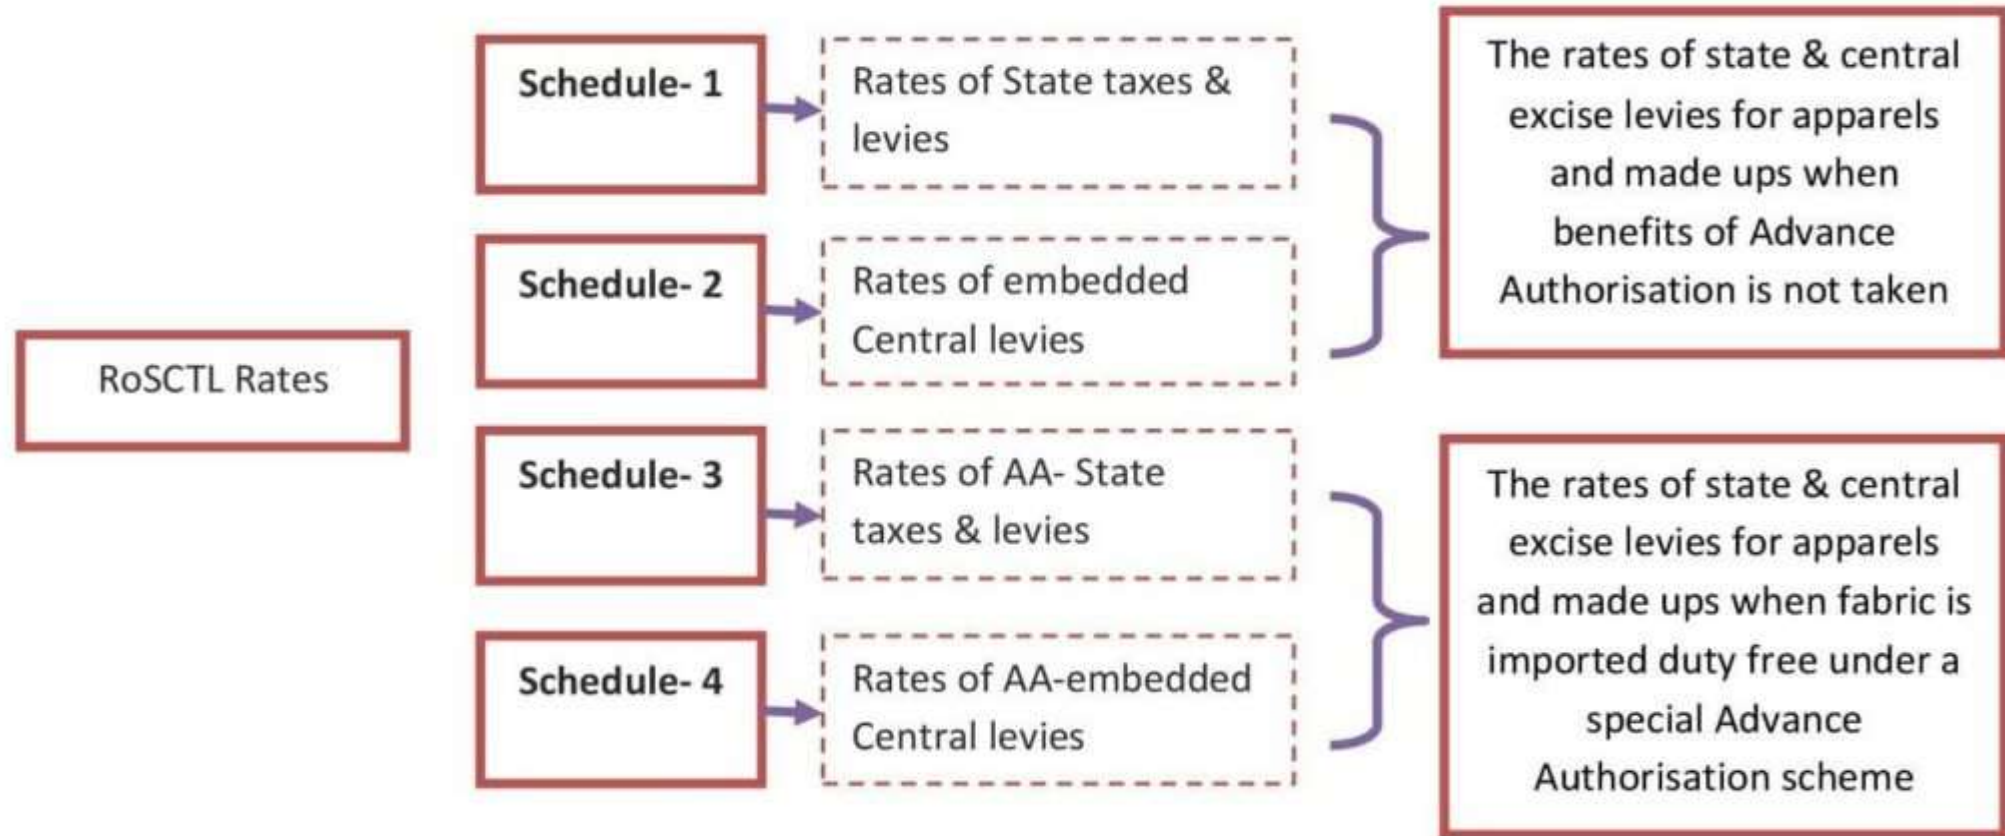 RoSCTL Rates
Schedule- 1
Rates of State taxes &
levies
Schedule- 2
Rates of embedded
Central levies
The rates of state & central
excise levies for apparels
and made ups when
benefits of Advance
Authorisation is not taken
Schedule- 3
Rates of AA- State
taxes & levies
Schedule- 4
Rates of AA-embedded
Central levies
The rates of state & central
excise levies for apparels
and made ups when fabric is
imported duty free under a
special Advance
Authorisation scheme